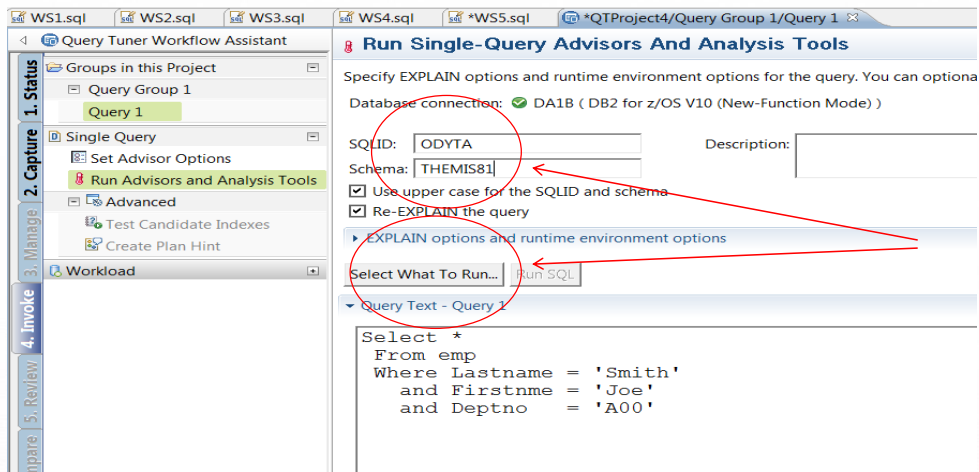 WS1.sql WS2.sql WS3.sql WS4.sql *WS5.sql *QTProject4/Query Group 1/Query 1
Query Tuner Workflow Assistant
1. Status
2. Capture
3. Manage
4. Invoke
5. Review
Groups in this Project
Query Group 1
Query 1
Single Query
Set Advisor Options
Run Advisors and Analysis Tools
Advanced
Test Candidate Indexes
Create Plan Hint
Workload
Run Single-Query Advisors And Analysis Tools
Specify EXPLAIN options and runtime environment options for the query. You can optiona
Database connection: DA1B ( DB2 for z/OS V10 (New-Function Mode) )
SQLID: ODYTA Description:
Schema: THEMIS81
Use upper case for the SQLID and schema
Re-EXPLAIN the query
EXPLAIN options and runtime environment options
Select What To Run... Run SQL
Query Text - Query 1
Select *
From emp
Where Lastname = 'Smith'
and Firstnme = 'Joe'
and Deptno = 'A00'